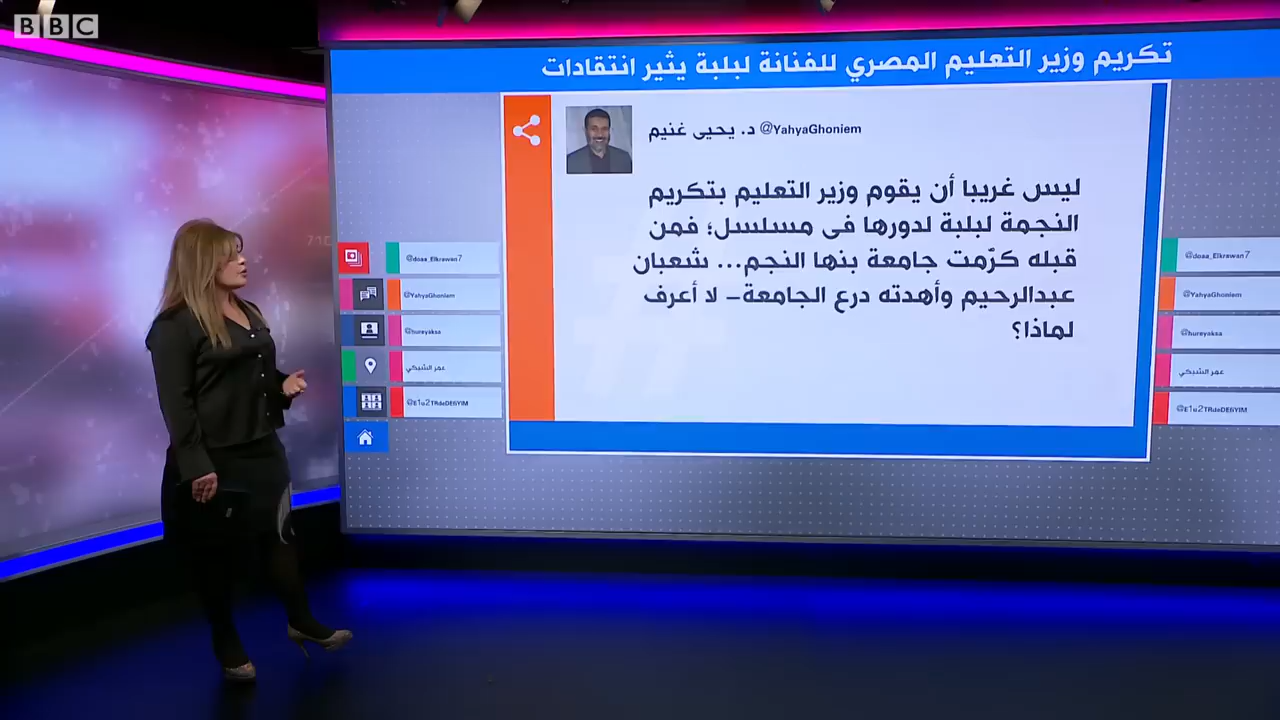 BBC
تكريم وزير التعليم المصري للفنانة لبلبة يثير انتقادات
د. يحيى غنيم @YahyaGhoniem
ليس غريبا أن يقوم وزير التعليم بتكريم
النجمة لبلبة لدورها فى مسلسل؛ فمن
قبله كرّمت جامعة بنها النجم... شعبان
عبدالرحيم وأهدته درع الجامعة- لا أعرف
لماذا؟
@doaa_Elkrawan7
@YahyaGhoniem
@hureyaksa
عمر الشبكي
@doaa_Elkrawan7
@YahyaGhoniem
@hureyaksa
عمر الشبكي